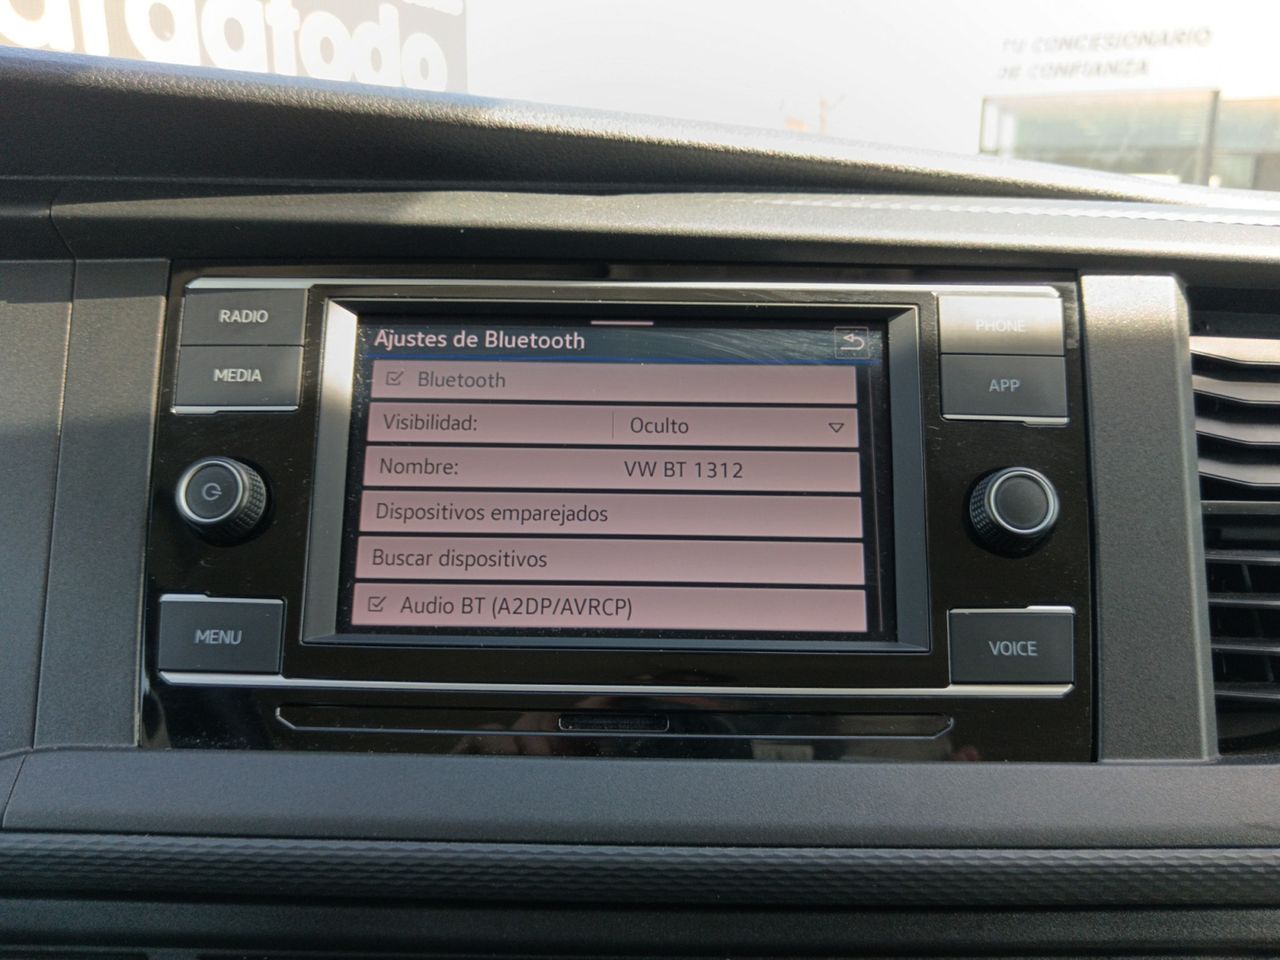 TU CONCESIONARIO
DE CONFIANZA
RADIO
MEDIA
MENU
Ajustes de Bluetooth
Bluetooth
Visibilidad: Oculto
Nombre: VW BT 1312
Dispositivos emparejados
Buscar dispositivos
Audio BT (A2DP/AVRCP)
PHONE
APP
VOICE